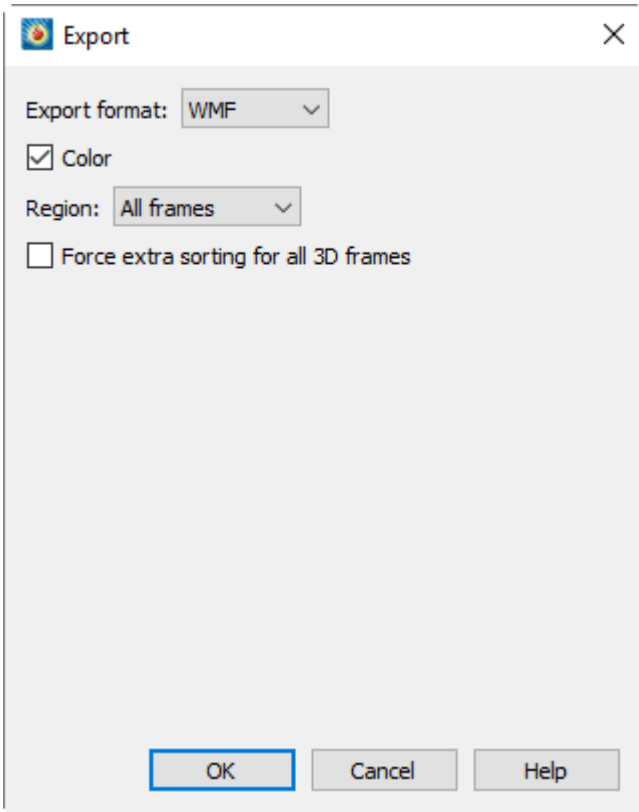 Export
Export format: WMF
Color
Region: All frames
Force extra sorting for all 3D frames
OK Cancel Help